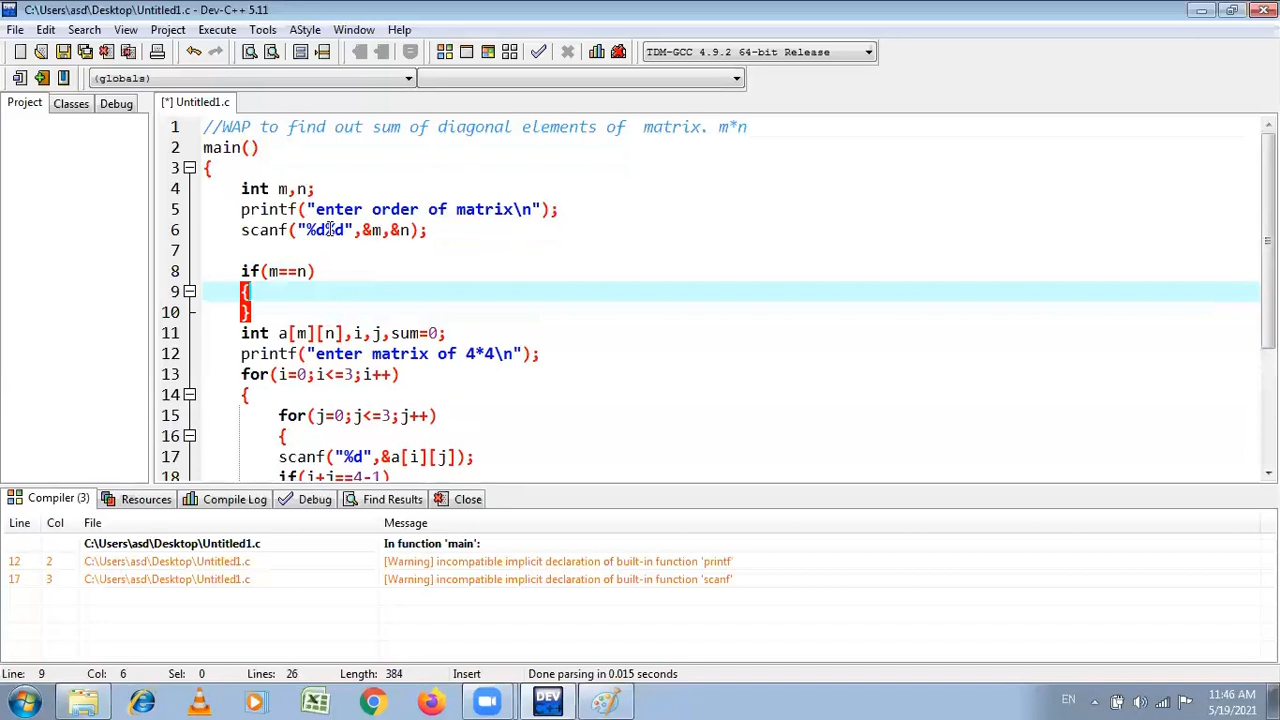 C:\Users\asd\Desktop\Untitled1.c - Dev-C++ 5.11
File Edit Search View Project Execute Tools AStyle Window Help
TDM-GCC 4.9.2 64-bit Release
(globals)
Project Classes Debug
[*] Untitled1.c
1 //WAP to find out sum of diagonal elements of  matrix. m*n
2 main()
3 {
4 int m,n;
5 printf("enter order of matrix\n");
6 scanf("%d%d",&m,&n);
7
8 if(m==n)
9 {
10 }
11 int a[m][n],i,j,sum=0;
12 printf("enter matrix of 4*4\n");
13 for(i=0;i<=3;i++)
14 {
15 for(j=0;j<=3;j++)
16 {
17 scanf("%d",&a[i][j]);
18 if(i+j==4-1)
Compiler (3) Resources Compile Log Debug Find Results Close
Line Col File Message
C:\Users\asd\Desktop\Untitled1.c In function 'main':
12 2 C:\Users\asd\Desktop\Untitled1.c [Warning] incompatible implicit declaration of built-in function 'printf'
17 3 C:\Users\asd\Desktop\Untitled1.c [Warning] incompatible implicit declaration of built-in function 'scanf'
Line: 9 Col: 6 Sel: 0 Lines: 26 Length: 384 Insert Done parsing in 0.015 seconds
DEV
EN
11:46 AM
5/19/2021